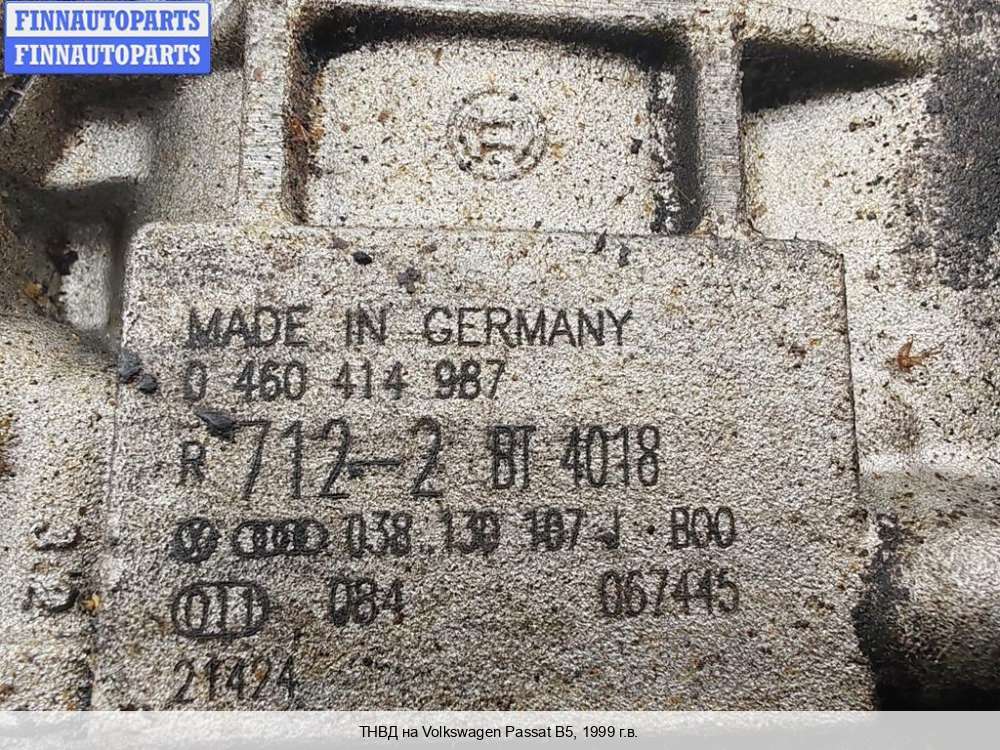 FINNAUTOPARTS
FINNAUTOPARTS
MADE IN GERMANY
0 460 414 987
R 712-2 BT 4018
038 130 107 J · B00
011 084 067445
21424
ТНВД на Volkswagen Passat B5, 1999 г.в.